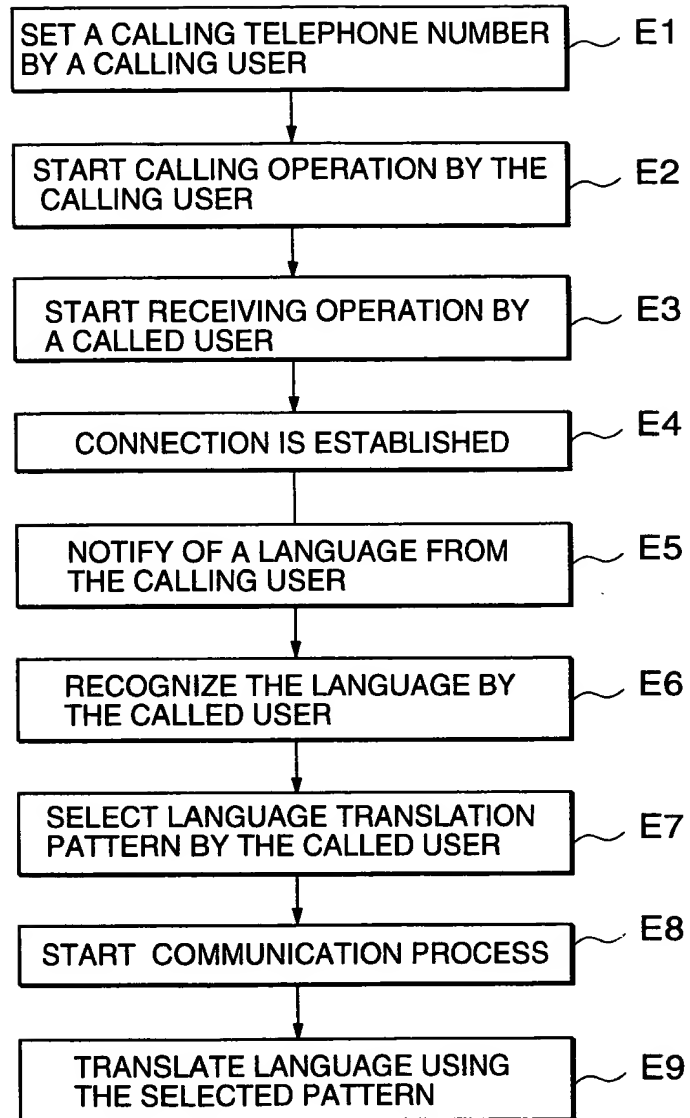 SET A CALLING TELEPHONE NUMBER
BY A CALLING USER
E1
START CALLING OPERATION BY THE
CALLING USER
E2
START RECEIVING OPERATION BY
A CALLED USER
E3
CONNECTION IS ESTABLISHED
E4
NOTIFY OF A LANGUAGE FROM
THE CALLING USER
E5
RECOGNIZE THE LANGUAGE BY
THE CALLED USER
E6
SELECT LANGUAGE TRANSLATION
PATTERN BY THE CALLED USER
E7
START COMMUNICATION PROCESS
E8
TRANSLATE LANGUAGE USING
THE SELECTED PATTERN
E9